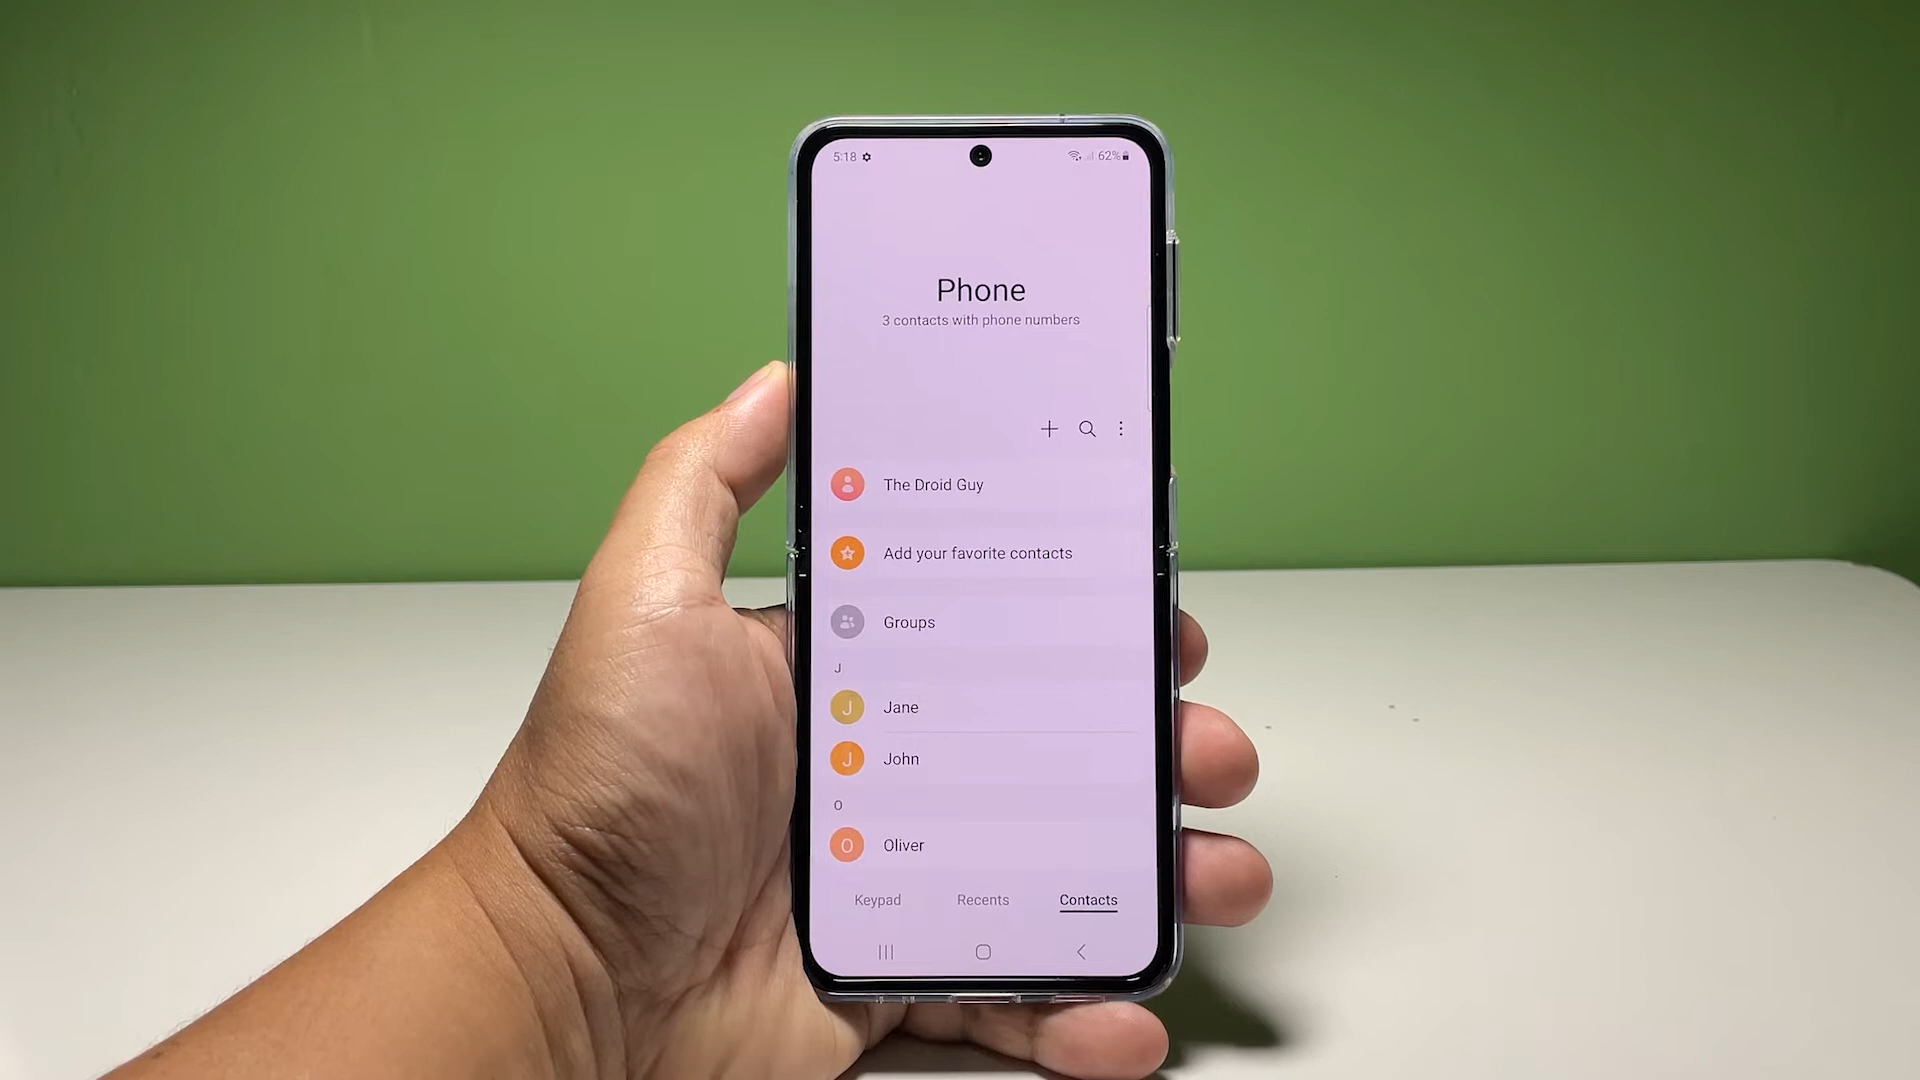 5:18 62%
Phone
3 contacts with phone numbers
The Droid Guy
Add your favorite contacts
Groups
J
J Jane
J John
O
O Oliver
Keypad Recents Contacts